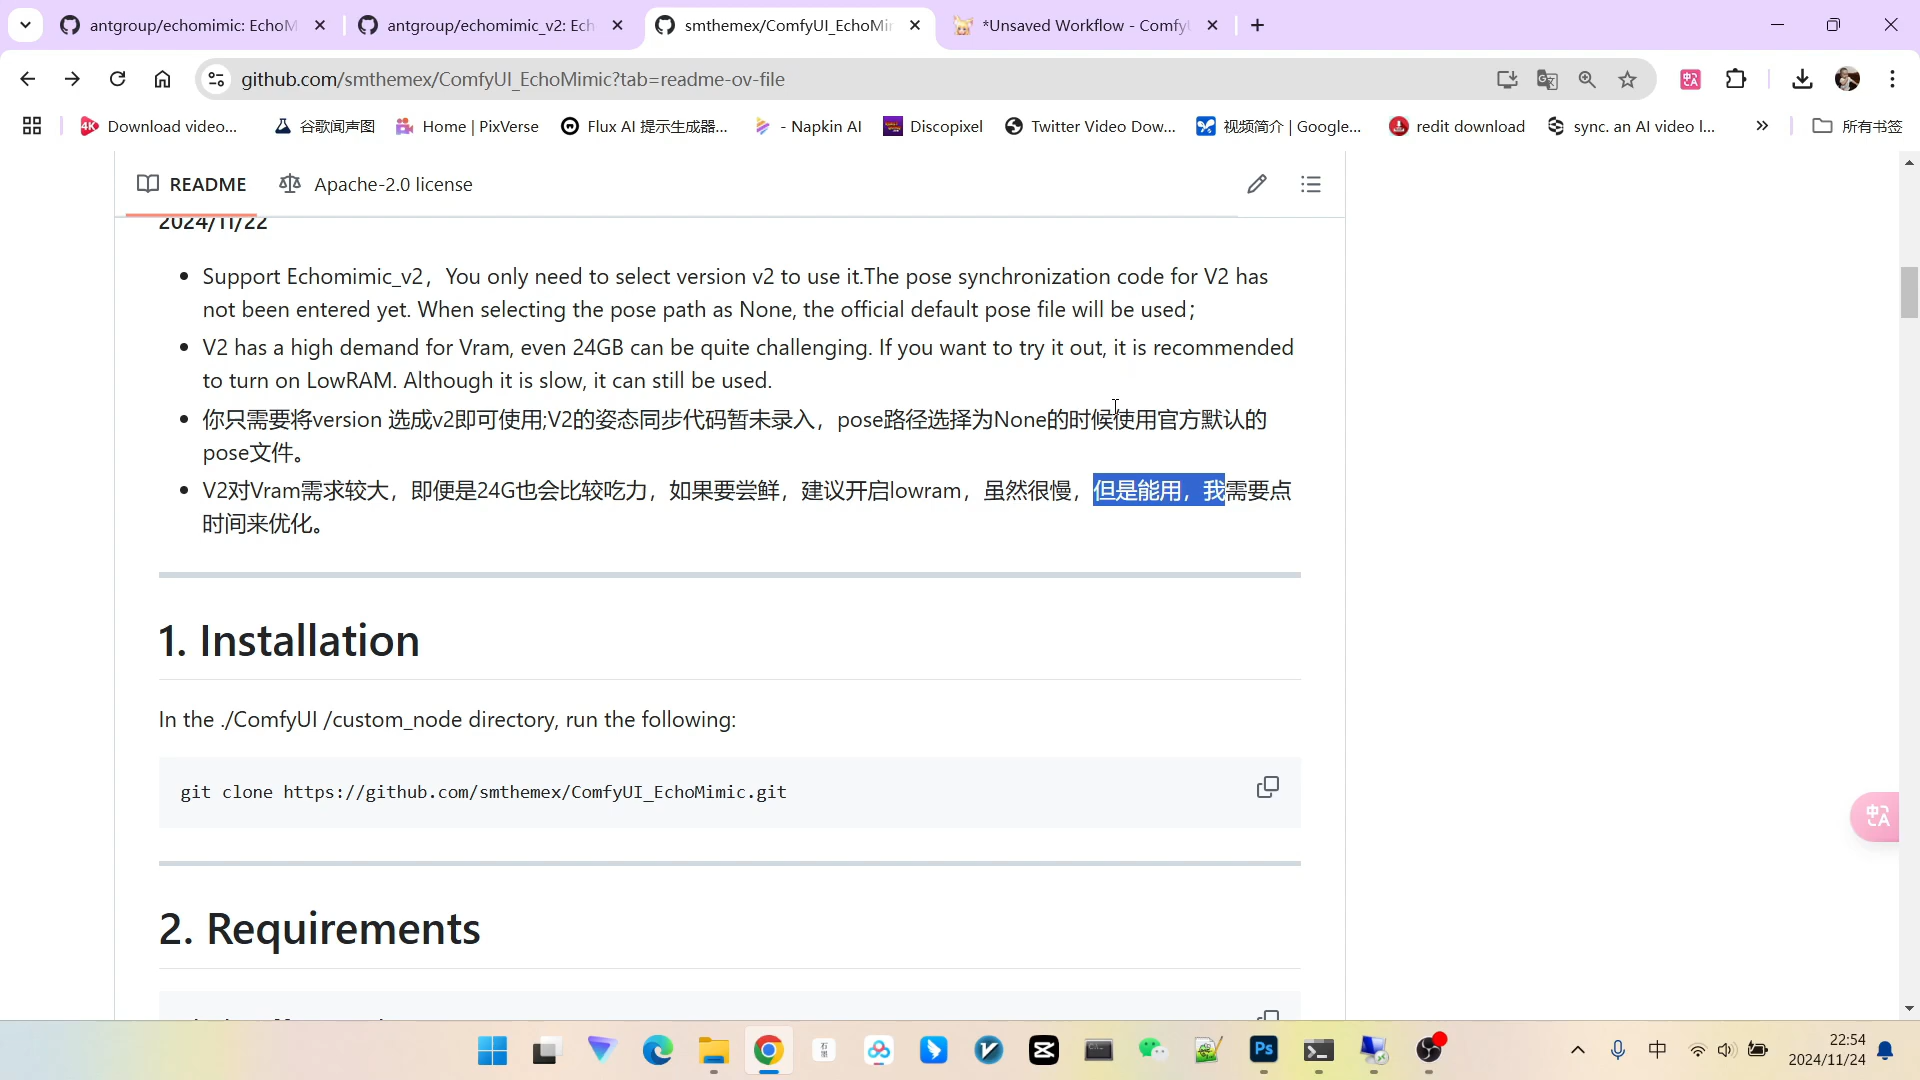 antgroup/echomimic: EchoM
antgroup/echomimic_v2: Ech
smthemex/ComfyUI_EchoMir
*Unsaved Workflow - ComfyU
github.com/smthemex/ComfyUI_EchoMimic?tab=readme-ov-file
Download video...
谷歌闻声图
Home | PixVerse
Flux AI 提示生成器...
- Napkin AI
Discopixel
Twitter Video Dow...
视频简介 | Google...
redit download
sync. an AI video l...
所有书签
README
Apache-2.0 license
2024/11/22
Support Echomimic_v2，You only need to select version v2 to use it.The pose synchronization code for V2 has
not been entered yet. When selecting the pose path as None, the official default pose file will be used；
V2 has a high demand for Vram, even 24GB can be quite challenging. If you want to try it out, it is recommended
to turn on LowRAM. Although it is slow, it can still be used.
你只需要将version 选成v2即可使用;V2的姿态同步代码暂未录入，pose路径选择为None的时候使用官方默认的
pose文件。
V2对Vram需求较大，即便是24G也会比较吃力，如果要尝鲜，建议开启lowram，虽然很慢，但是能用，我需要点
时间来优化。
1. Installation
In the ./ComfyUI /custom_node directory, run the following:
git clone https://github.com/smthemex/ComfyUI_EchoMimic.git
2. Requirements
中
22:54
2024/11/24